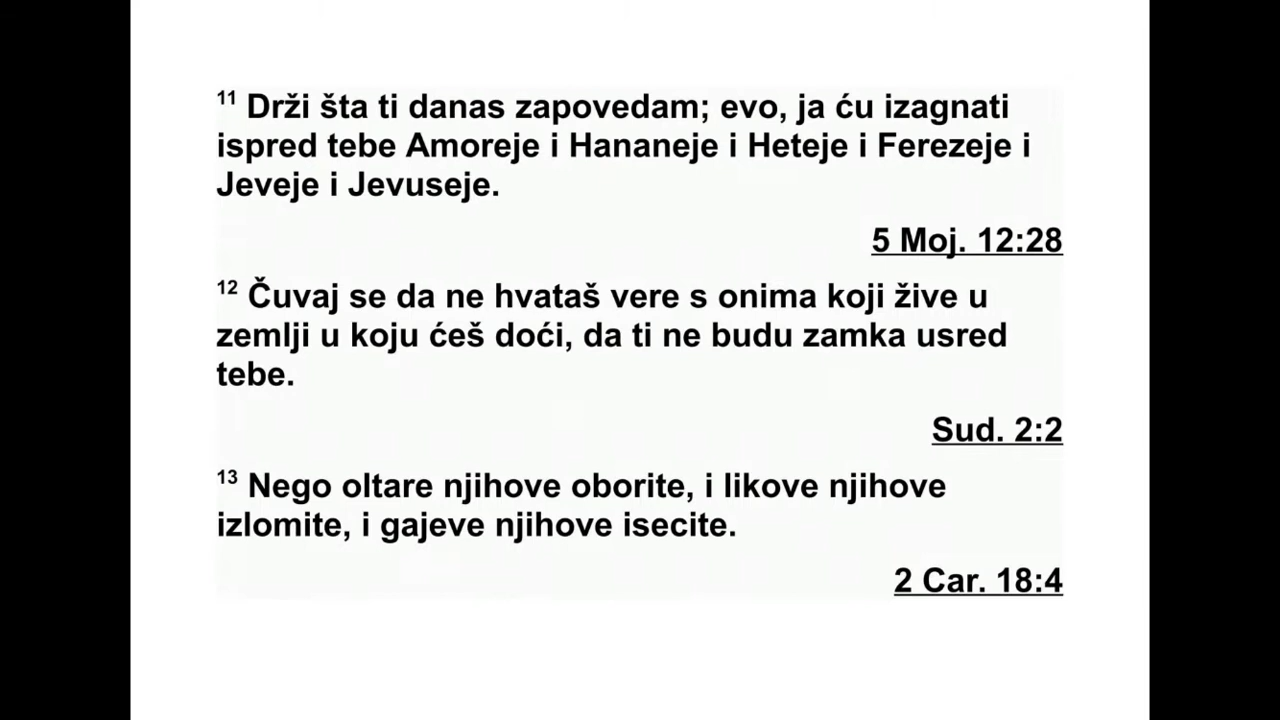 11 Drži šta ti danas zapovedam; evo, ja ću izagnati
ispred tebe Amoreje i Hananeje i Heteje i Ferezeje i
Jeveje i Jevuseje.
5 Moj. 12:28
12 Čuvaj se da ne hvataš vere s onima koji žive u
zemlji u koju ćeš doći, da ti ne budu zamka usred
tebe.
Sud. 2:2
13 Nego oltare njihove oborite, i likove njihove
izlomite, i gajeve njihove isecite.
2 Car. 18:4